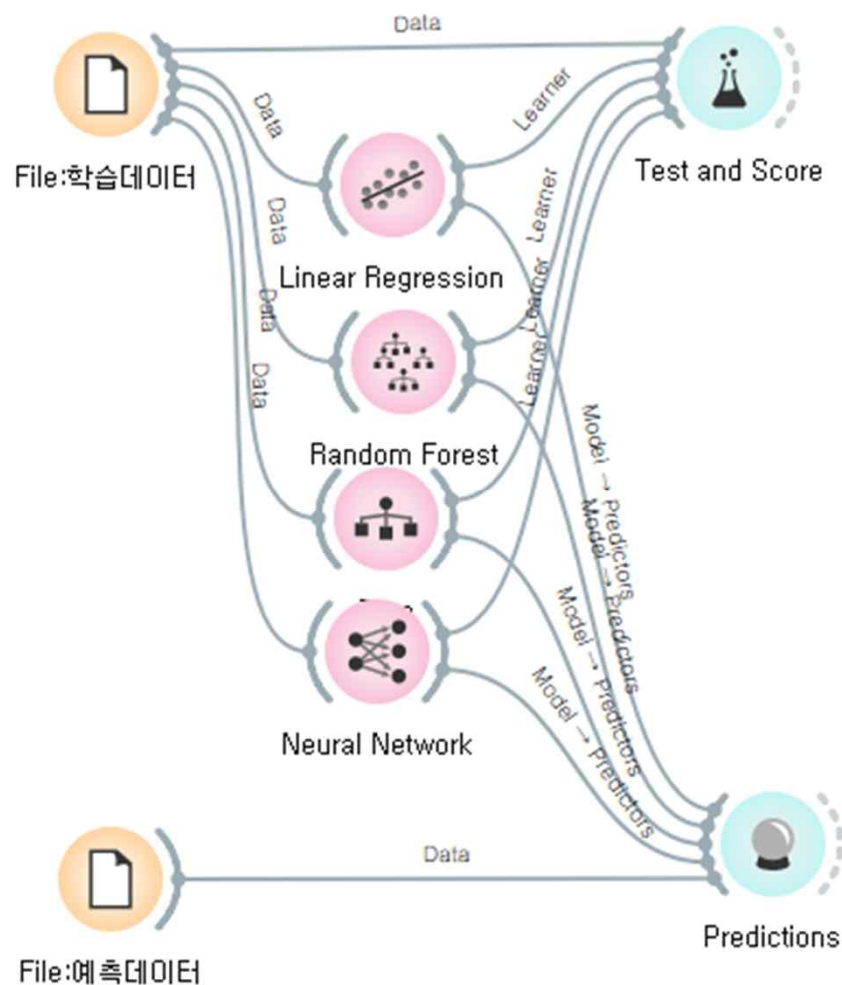 Data
File:학습데이터
Test and Score
Data
Learner
Linear Regression
Data
Learner
Data
Learner
Random Forest
Data
Learner
Neural Network
Model → Predictors
Model → Predictors
Model → Predictors
Model → Predictors
Data
Predictions
File:예측데이터